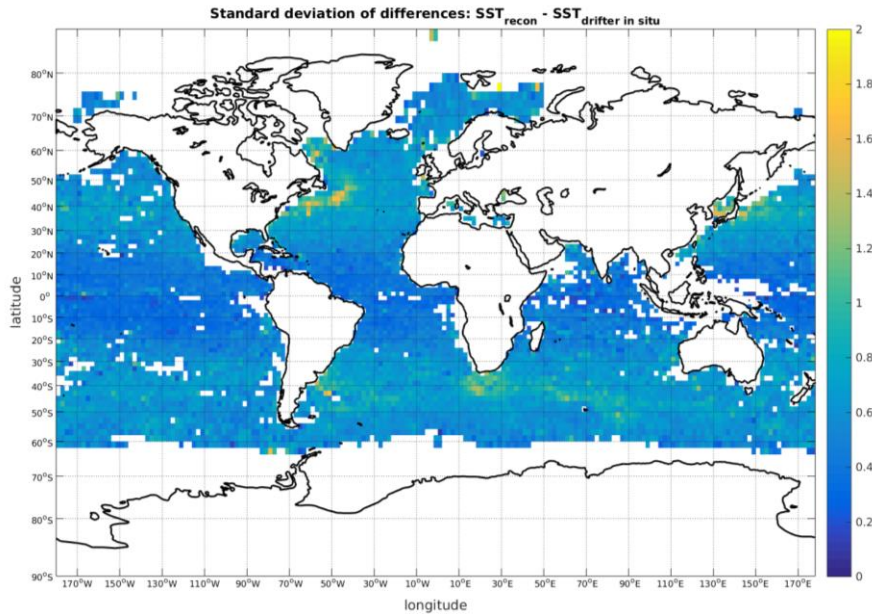 Standard deviation of differences: SST_recon - SST_drifter in situ
2
1.8
1.6
1.4
1.2
1
0.8
0.6
0.4
0.2
0
latitude
80°N
70°N
60°N
50°N
40°N
30°N
20°N
10°N
0°
10°S
20°S
30°S
40°S
50°S
60°S
70°S
80°S
90°S
170°W 150°W 130°W 110°W 90°W 70°W 50°W 30°W 10°W 10°E 30°E 50°E 70°E 90°E 110°E 130°E 150°E 170°E
longitude